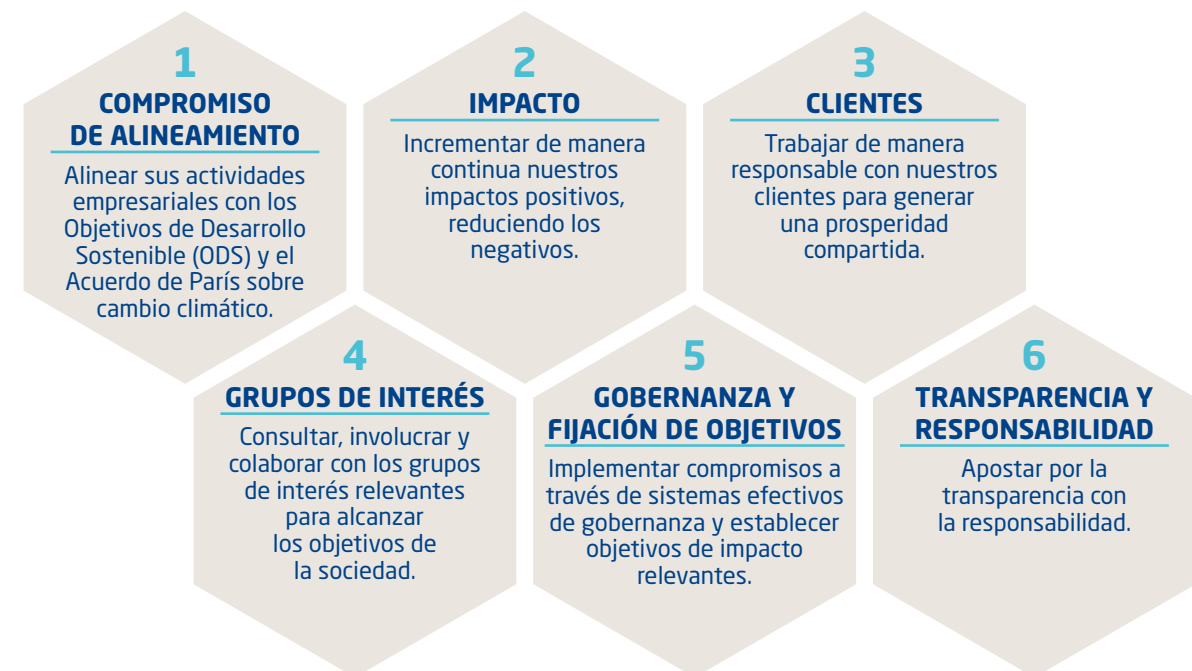 1
COMPROMISO
DE ALINEAMIENTO
Alinear sus actividades
empresariales con los
Objetivos de Desarrollo
Sostenible (ODS) y el
Acuerdo de París sobre
cambio climático.
2
IMPACTO
Incrementar de manera
continua nuestros
impactos positivos,
reduciendo los
negativos.
3
CLIENTES
Trabajar de manera
responsable con nuestros
clientes para generar
una prosperidad
compartida.
4
GRUPOS DE INTERÉS
Consultar, involucrar y
colaborar con los grupos
de interés relevantes
para alcanzar
los objetivos de
la sociedad.
5
GOBERNANZA Y
FIJACIÓN DE OBJETIVOS
Implementar compromisos a
través de sistemas efectivos
de gobernanza y establecer
objetivos de impacto
relevantes.
6
TRANSPARENCIA Y
RESPONSABILIDAD
Apostar por la
transparencia con
la responsabilidad.